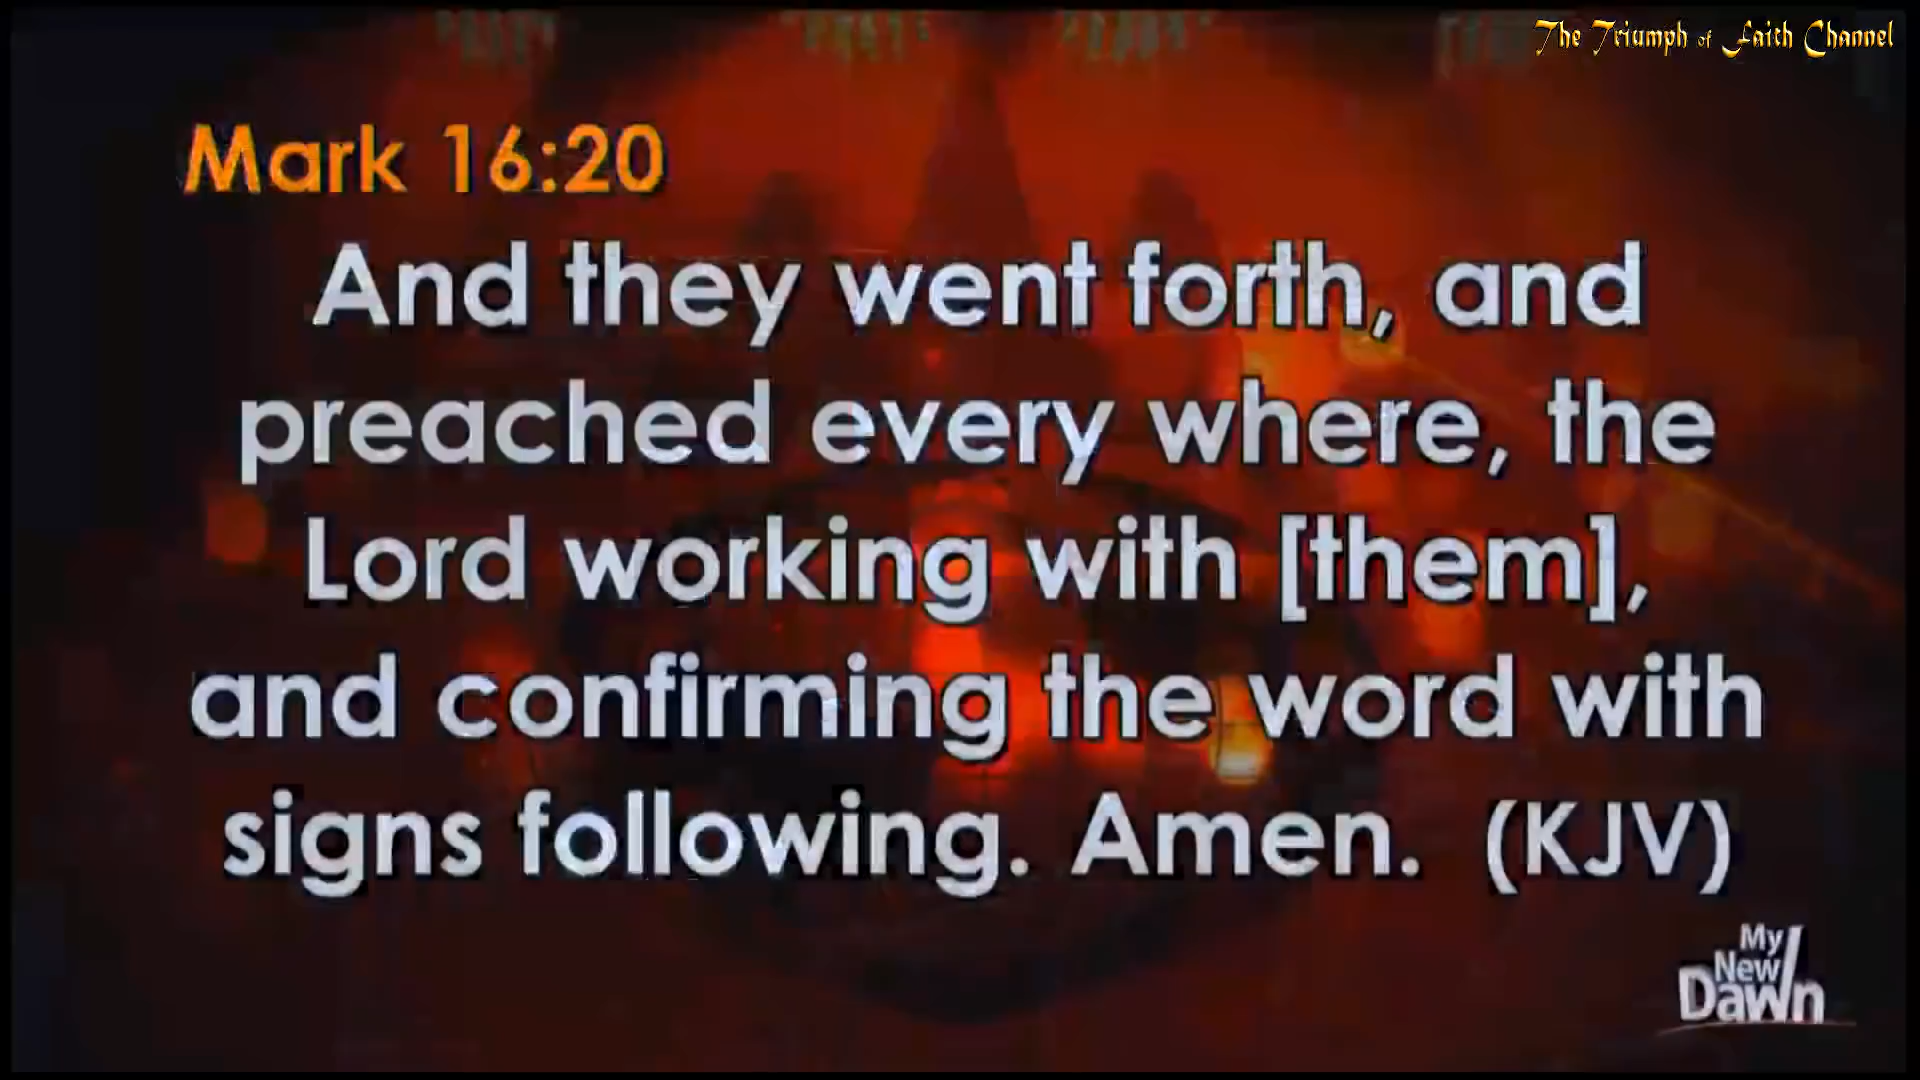 The Triumph of Faith Channel
Mark 16:20
And they went forth, and
preached every where, the
Lord working with [them],
and confirming the word with
signs following. Amen. (KJV)
My
New
Dawn